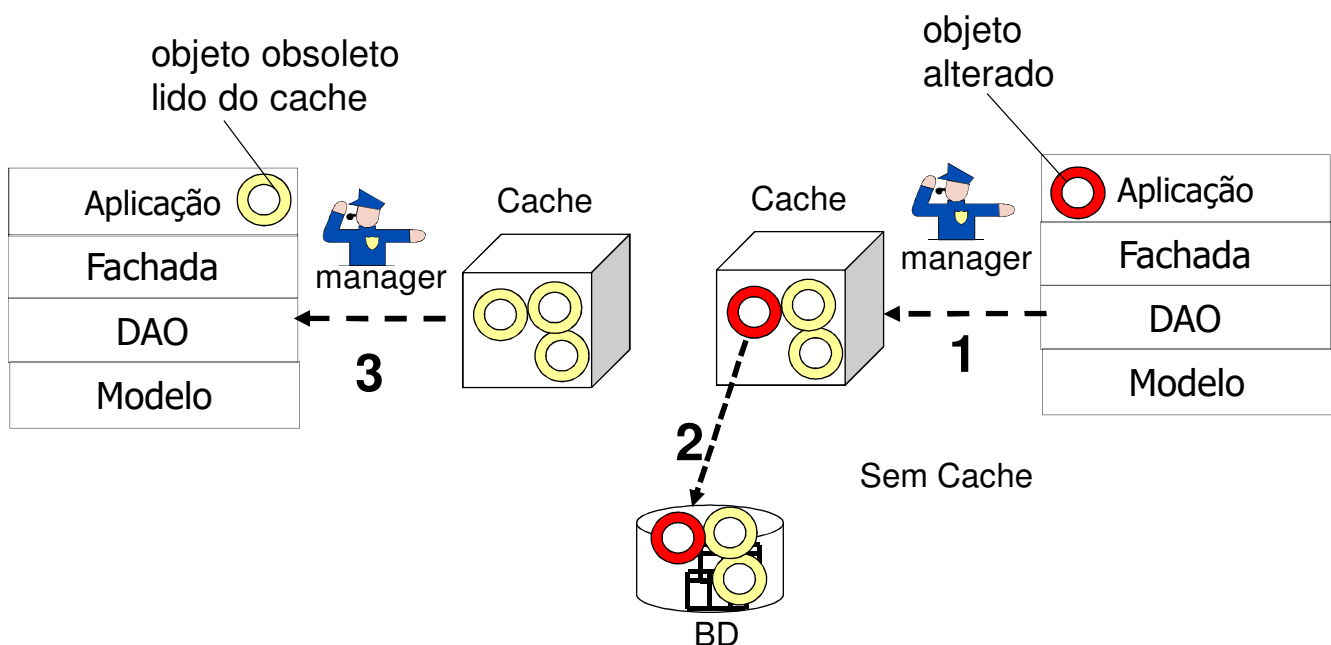 objeto obsoleto
lido do cache
objeto
alterado
Aplicação
Fachada
DAO
Modelo
manager
Cache
3
Cache
manager
1
2
Aplicação
Fachada
DAO
Modelo
Sem Cache
BD